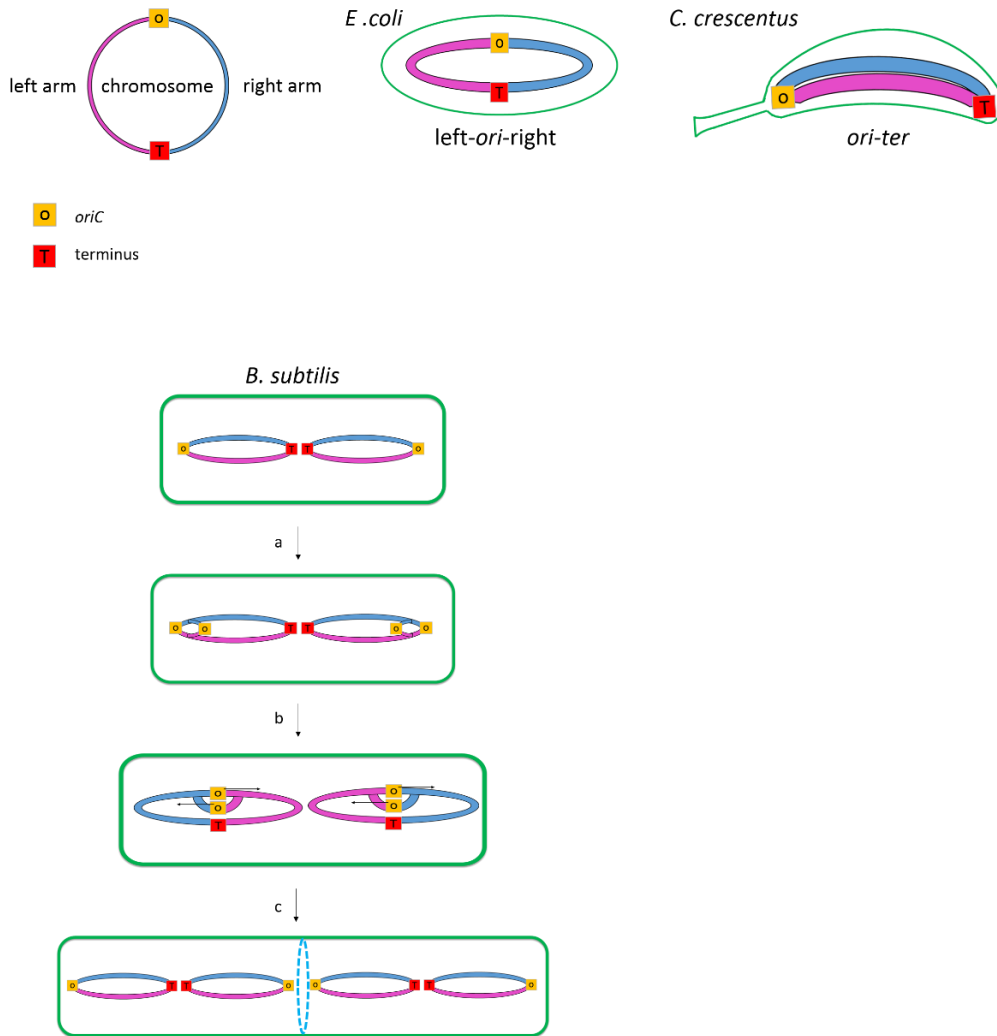 E .coli
C. crescentus
O
left arm
chromosome
right arm
T
O
T
left-ori-right
O
T
ori-ter
O
oriC
T
terminus
B. subtilis
O
T
T
O
a
O
O
T
T
O
O
b
O
O
T
O
O
T
c
O
T
T
O
O
T
T
O